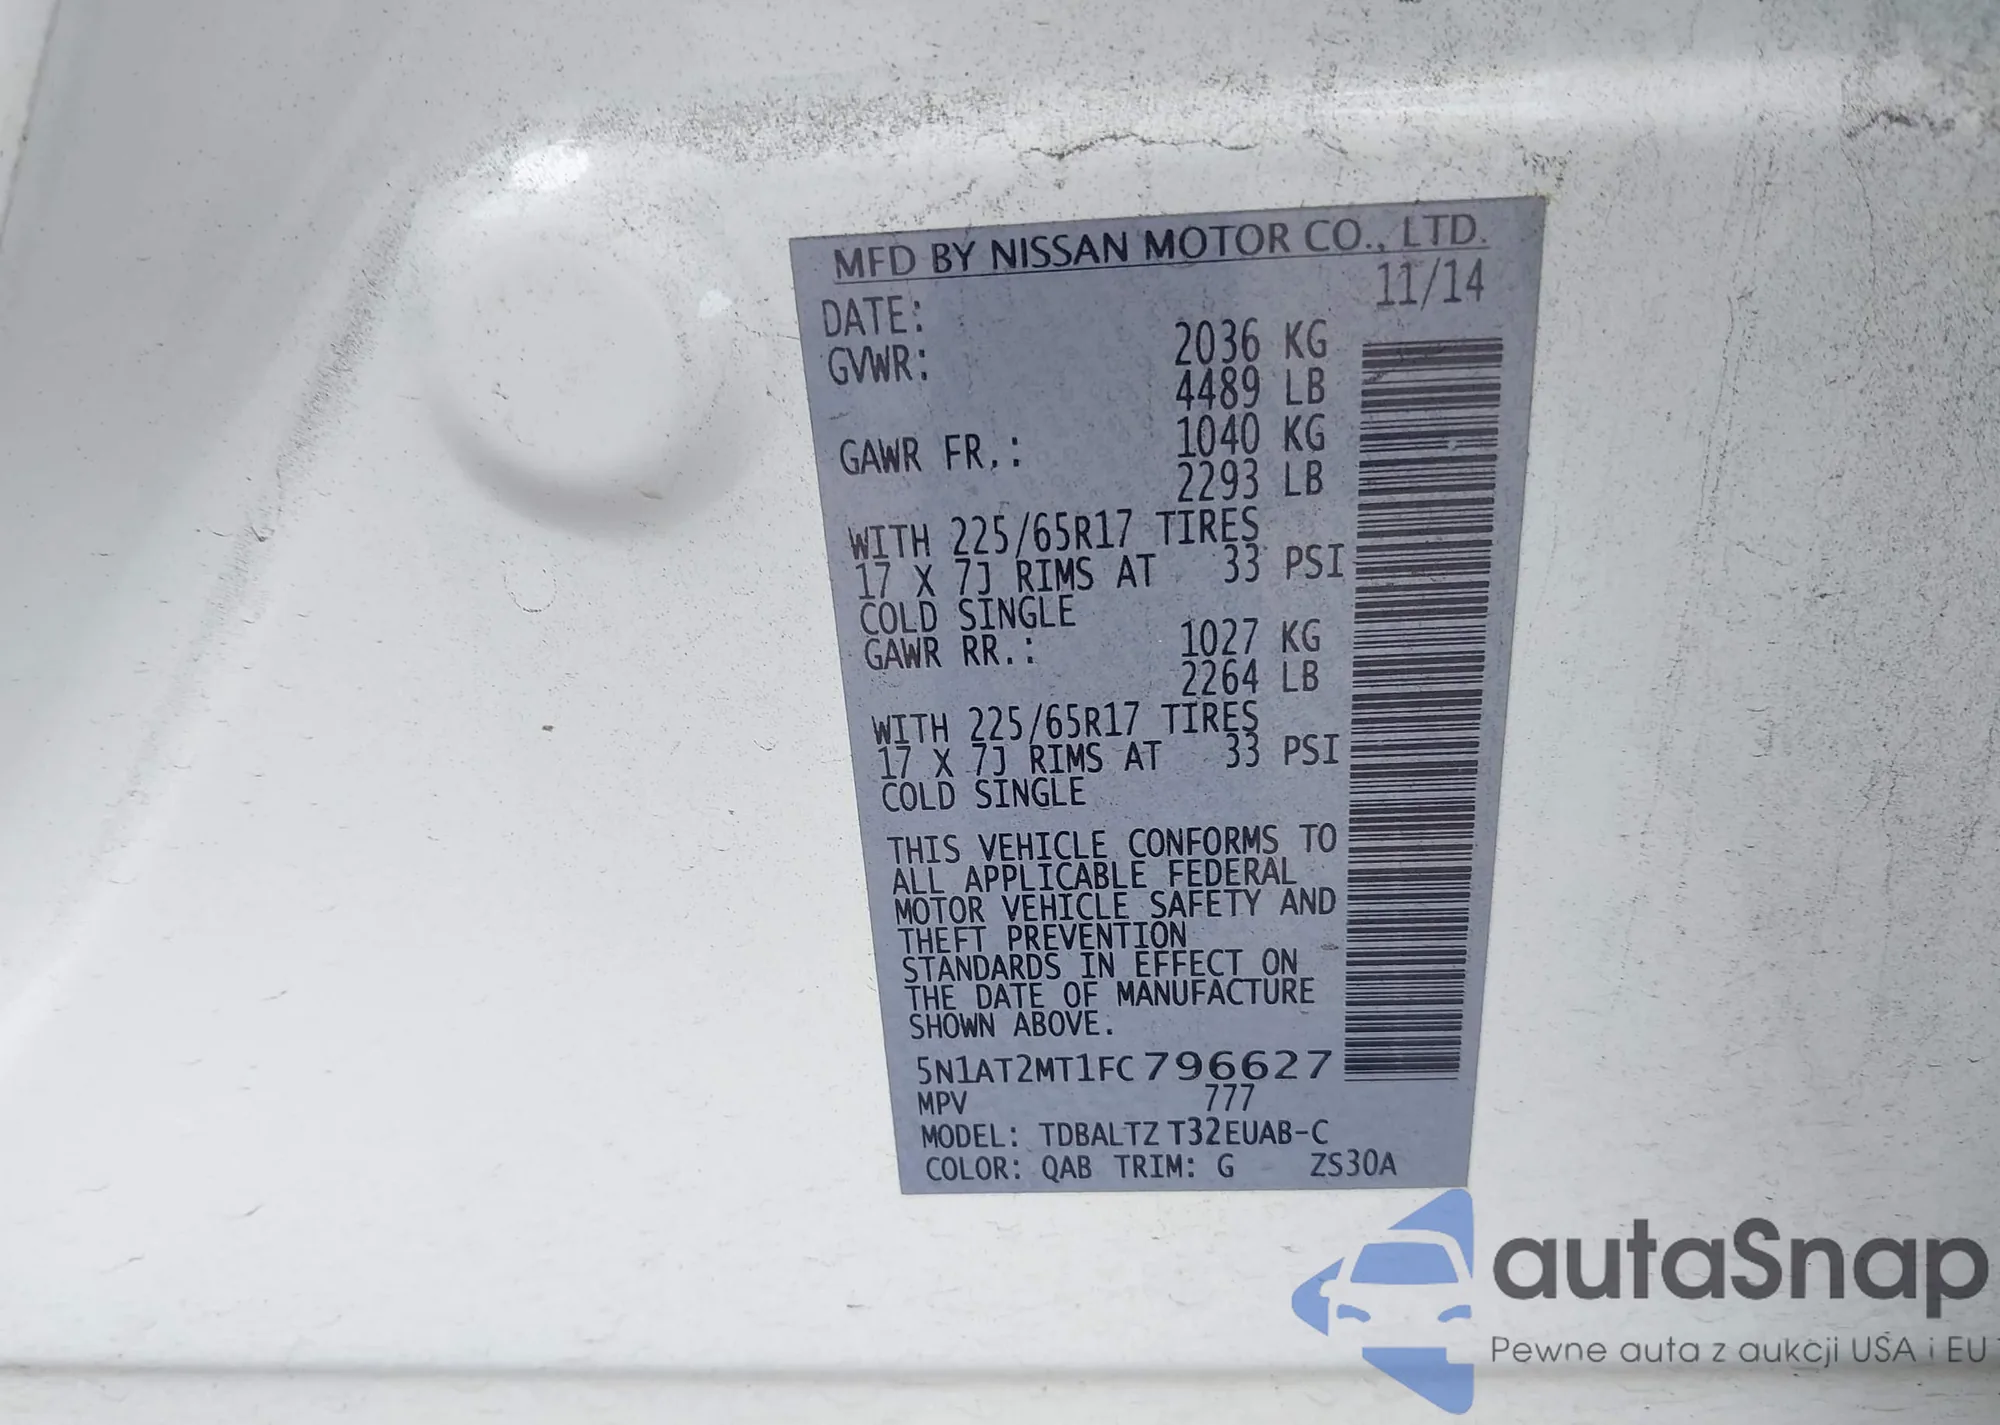 MFD BY NISSAN MOTOR CO., LTD.
DATE: 11/14
GVWR: 2036 KG
4489 LB
GAWR FR.: 1040 KG
2293 LB
WITH 225/65R17 TIRES
17 X 7J RIMS AT 33 PSI
COLD SINGLE
GAWR RR.: 1027 KG
2264 LB
WITH 225/65R17 TIRES
17 X 7J RIMS AT 33 PSI
COLD SINGLE
THIS VEHICLE CONFORMS TO
ALL APPLICABLE FEDERAL
MOTOR VEHICLE SAFETY AND
THEFT PREVENTION
STANDARDS IN EFFECT ON
THE DATE OF MANUFACTURE
SHOWN ABOVE.
5N1AT2MT1FC796627
MPV 777
MODEL: TDBALTZ T32EUAB-C
COLOR: QAB TRIM: G ZS30A
autaSnap
Pewne auta z aukcji USA i EU